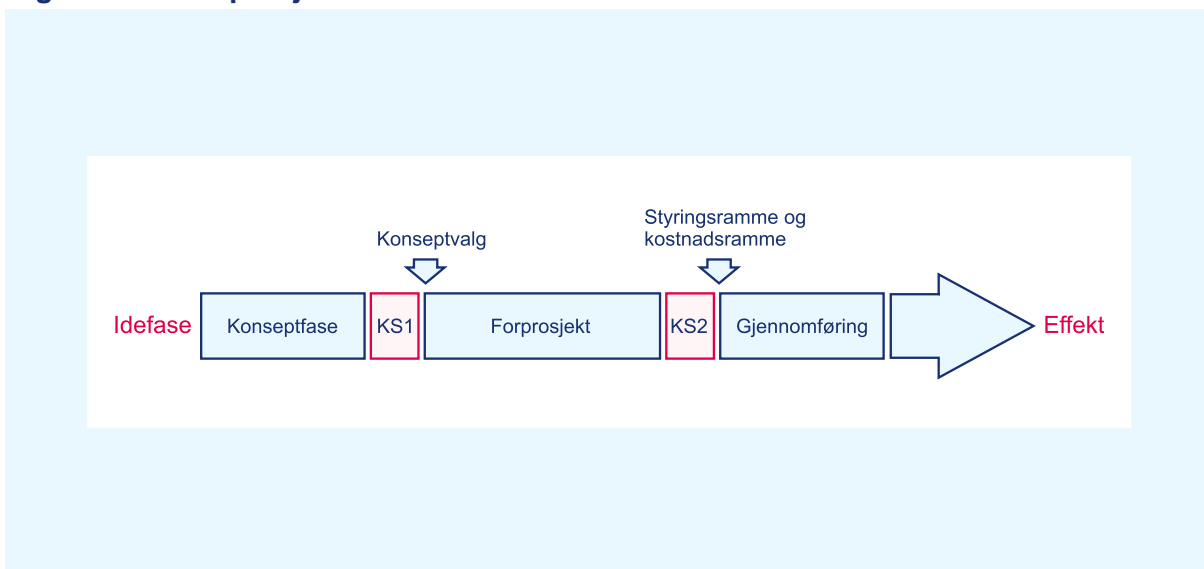 Konseptvalg
Styringsramme og
kostnadsramme
Idefase
Konseptfase
KS1
Forprosjekt
KS2
Gjennomføring
Effekt